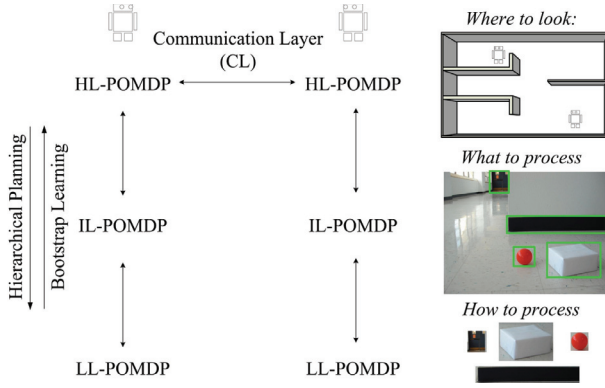 Communication Layer
(CL)
HL-POMDP
HL-POMDP
Hierarchical Planning
Bootstrap Learning
IL-POMDP
IL-POMDP
LL-POMDP
LL-POMDP
Where to look:
What to process
How to process